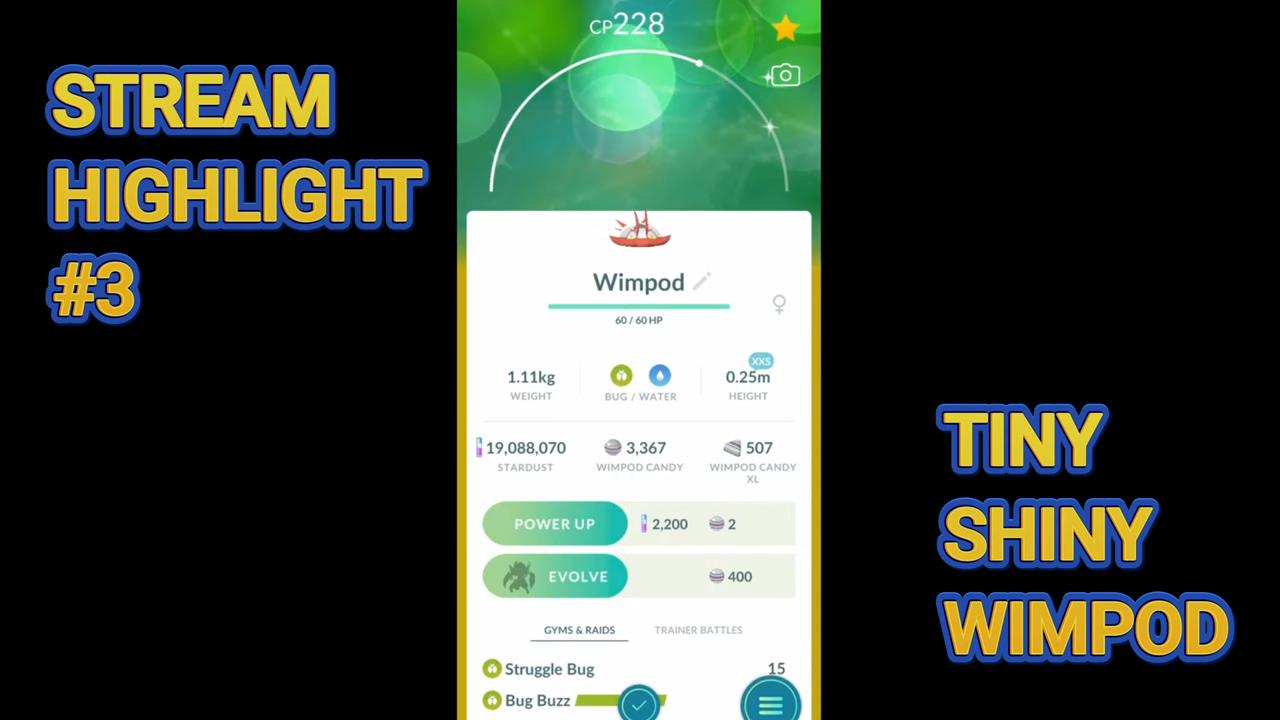 STREAM
HIGHLIGHT
#3
CP228
Wimpod
60 / 60 HP
XXS
1.11kg
0.25m
WEIGHT
BUG / WATER
HEIGHT
19,088,070
3,367
507
STARDUST
WIMPOD CANDY
WIMPOD CANDY
XL
POWER UP
2,200
2
EVOLVE
400
GYMS & RAIDS
TRAINER BATTLES
Struggle Bug
15
Bug Buzz
TINY
SHINY
WIMPOD